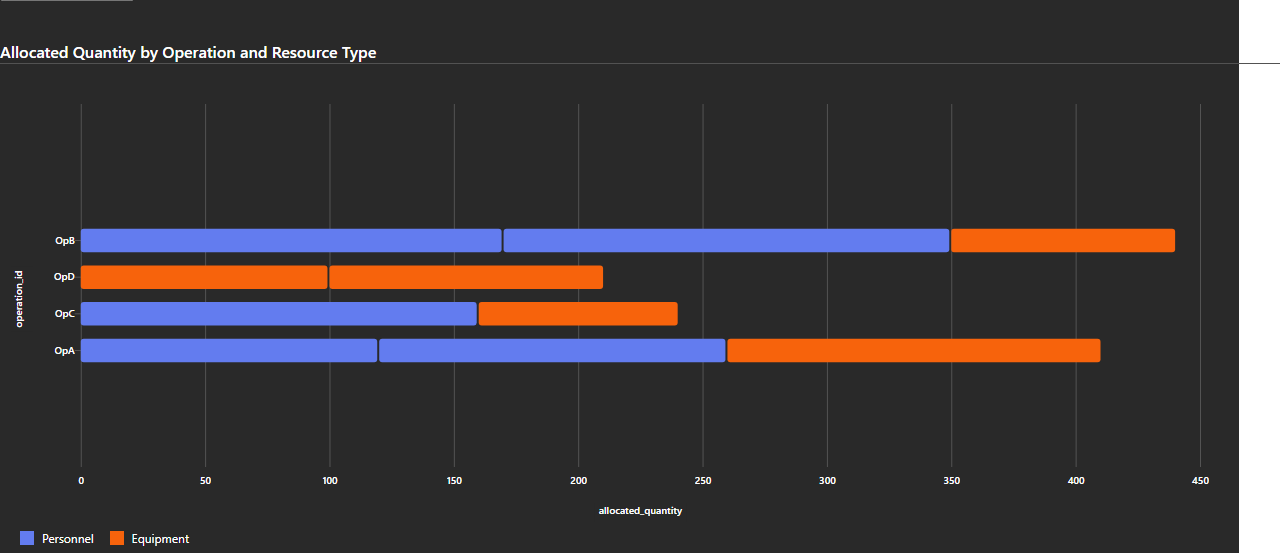 Allocated Quantity by Operation and Resource Type
OpB
OpD
OpC
OpA
operation_id
0 50 100 150 200 250 300 350 400 450
allocated_quantity
Personnel Equipment